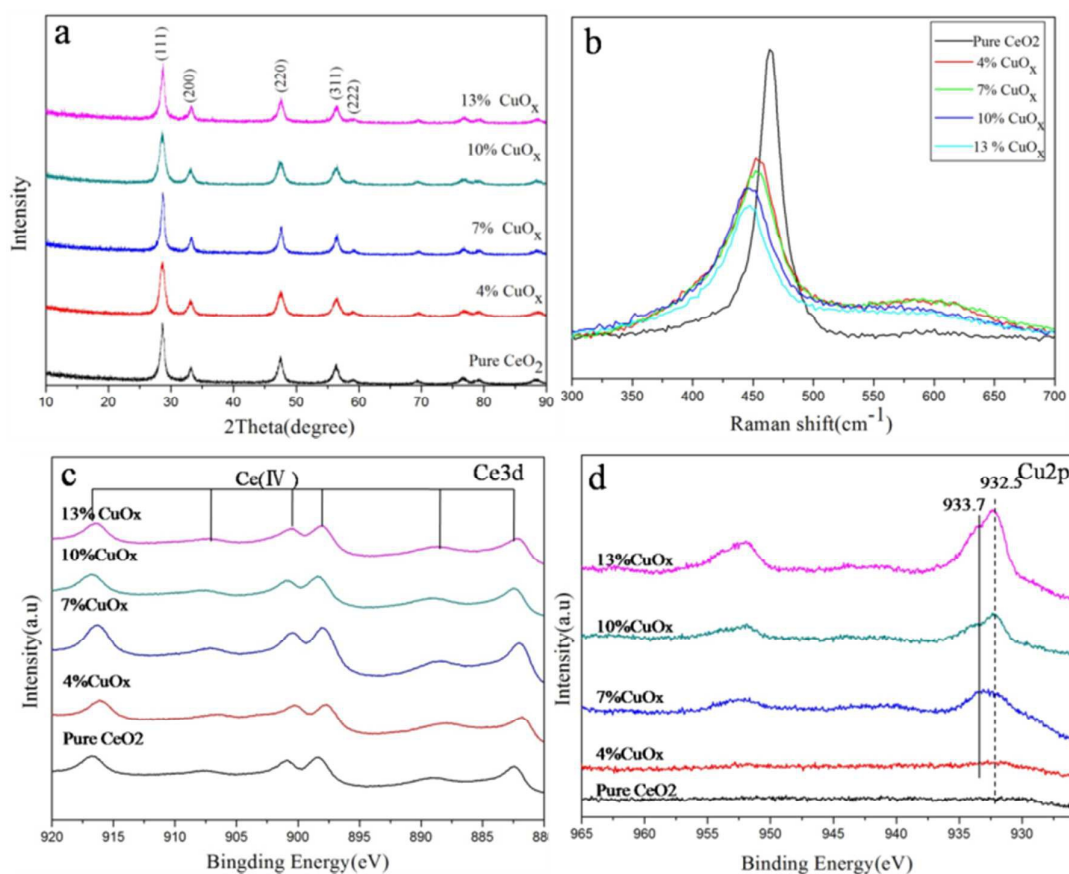 a
(111)
(200)
(220)
(311)
(222)
13% CuOx
10% CuOx
7% CuOx
4% CuOx
Pure CeO2
Intensity
10 20 30 40 50 60 70 80 90
2Theta(degree)
b
Pure CeO2
4% CuOx
7% CuOx
10% CuOx
13 % CuOx
Intensity
300 350 400 450 500 550 600 650 700
Raman shift(cm-1)
c
Ce(Ⅳ)
Ce3d
13% CuOx
10%CuOx
7%CuOx
4%CuOx
Pure CeO2
Intensity(a.u)
920 915 910 905 900 895 890 885 88
Bingding Energy(eV)
d
Cu2p
932.5
933.7
13%CuOx
10%CuOx
7%CuOx
4%CuOx
Pure CeO2
Intensity(a.u)
965 960 955 950 945 940 935 930
Binding Energy(eV)